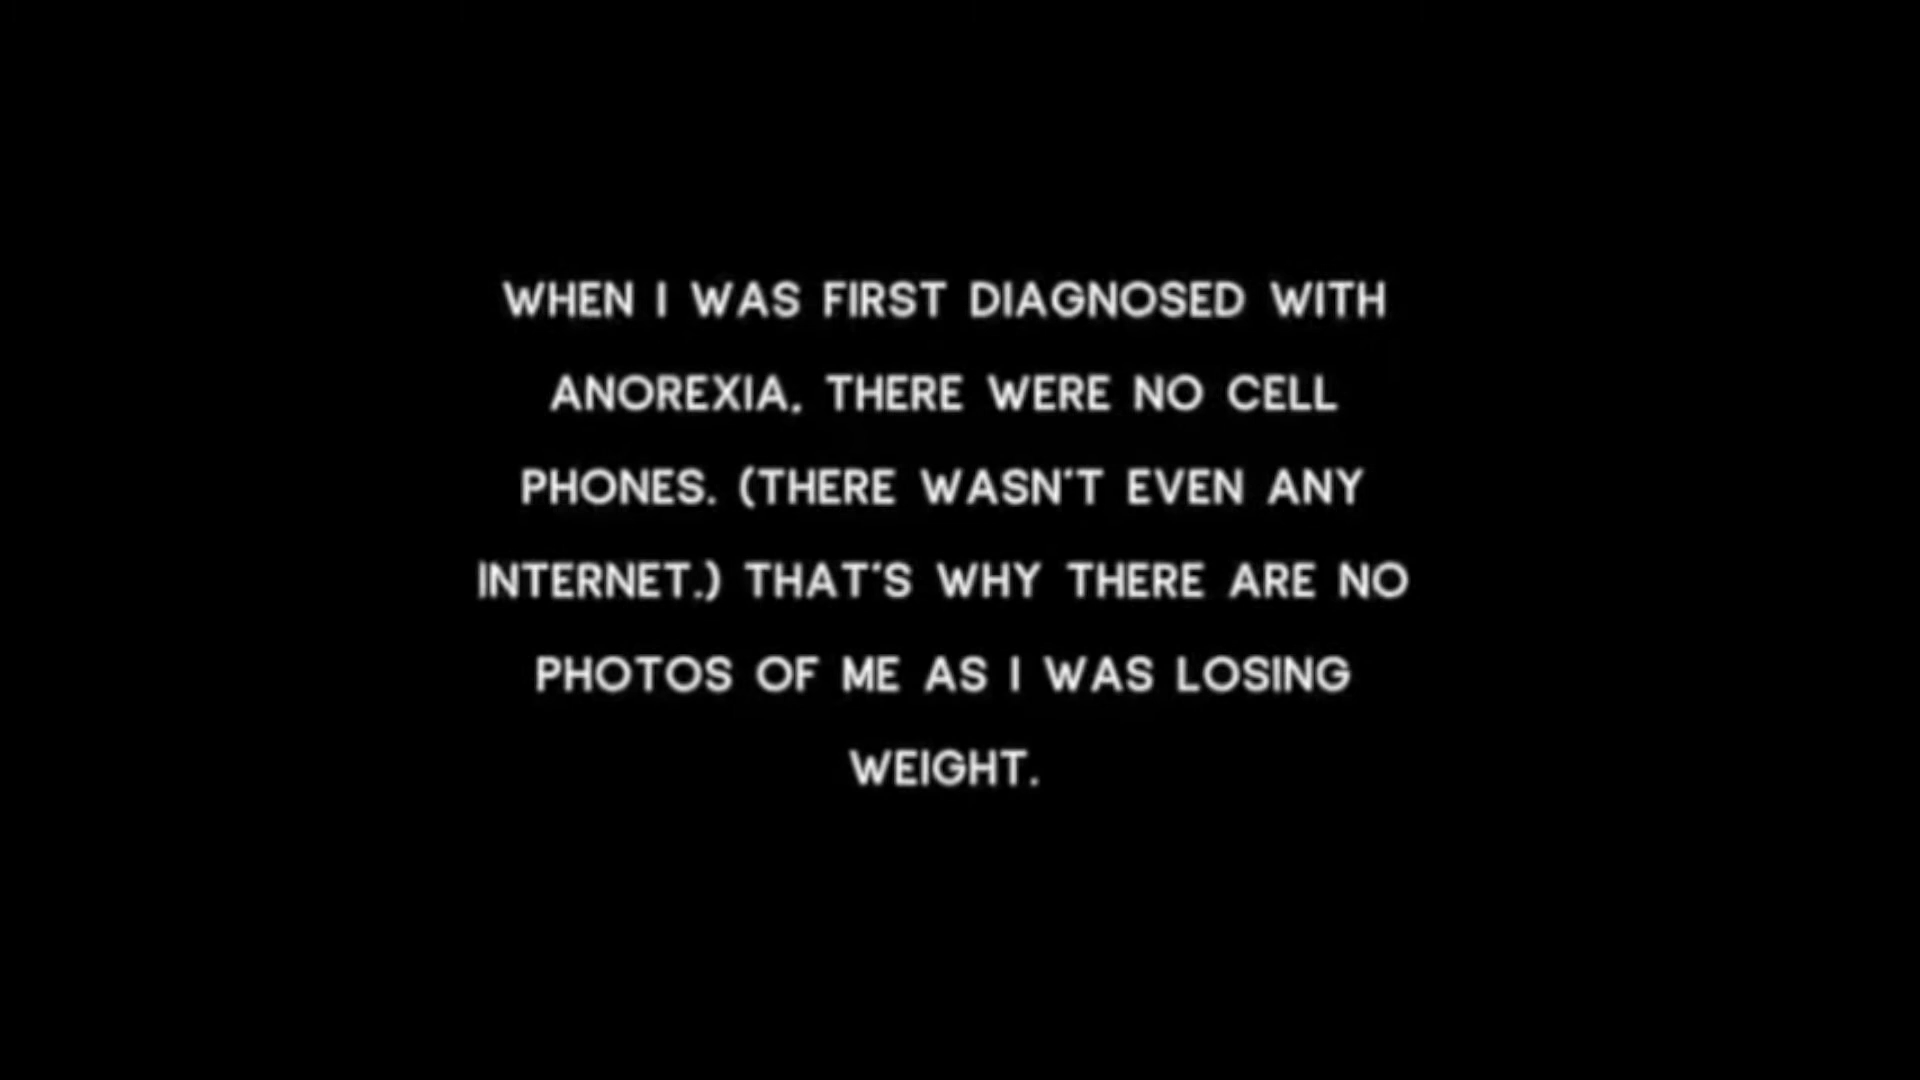 WHEN I WAS FIRST DIAGNOSED WITH
ANOREXIA, THERE WERE NO CELL
PHONES. (THERE WASN'T EVEN ANY
INTERNET.) THAT'S WHY THERE ARE NO
PHOTOS OF ME AS I WAS LOSING
WEIGHT.